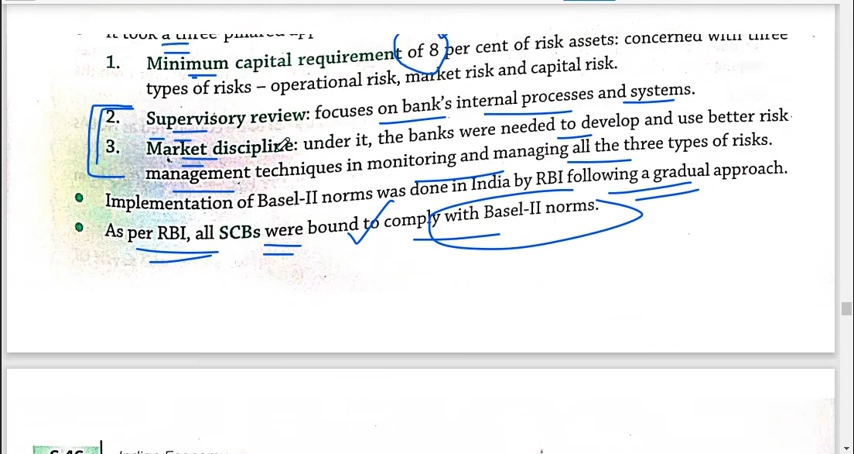 It took a three
1. Minimum capital requirement of 8 per cent of risk assets: concerned with three
types of risks – operational risk, market risk and capital risk.
2. Supervisory review: focuses on bank's internal processes and systems.
3. Market discipline: under it, the banks were needed to develop and use better risk
management techniques in monitoring and managing all the three types of risks.
• Implementation of Basel-II norms was done in India by RBI following a gradual approach.
• As per RBI, all SCBs were bound to comply with Basel-II norms.